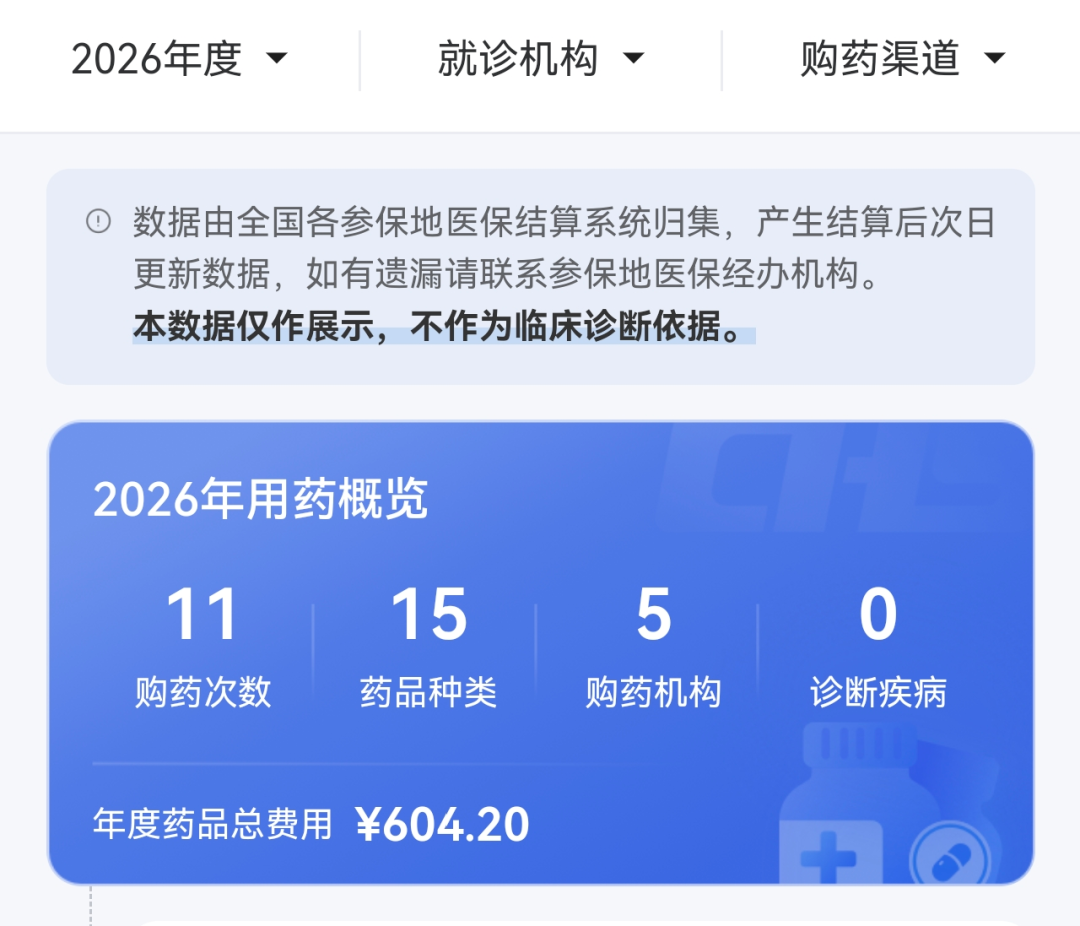 2026年度 就诊机构 购药渠道
数据由全国各参保地医保结算系统归集，产生结算后次日
更新数据，如有遗漏请联系参保地医保经办机构。
本数据仅作展示，不作为临床诊断依据。
2026年用药概览
11 15 5 0
购药次数 药品种类 购药机构 诊断疾病
年度药品总费用 ¥604.20